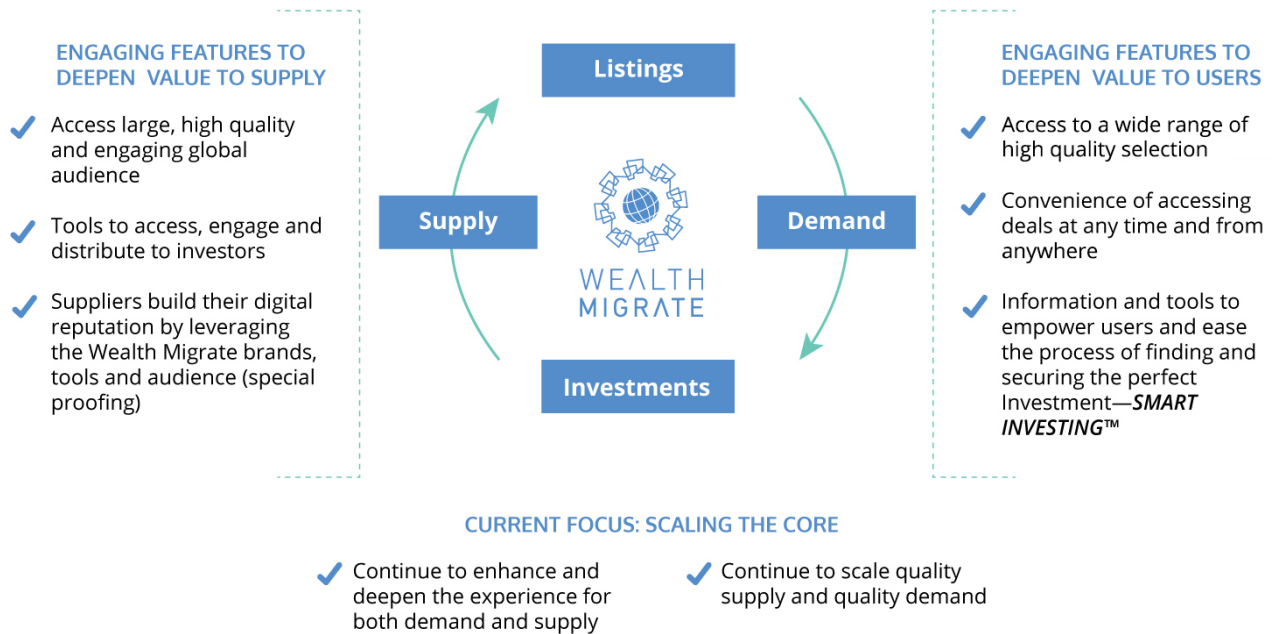 ENGAGING FEATURES TO
DEEPEN VALUE TO SUPPLY
Access large, high quality
and engaging global
audience
Tools to access, engage and
distribute to investors
Suppliers build their digital
reputation by leveraging
the Wealth Migrate brands,
tools and audience (special
proofing)
Listings
Supply
Demand
WEALTH
MIGRATE
Investments
ENGAGING FEATURES TO
DEEPEN VALUE TO USERS
Access to a wide range of
high quality selection
Convenience of accessing
deals at any time and from
anywhere
Information and tools to
empower users and ease
the process of finding and
securing the perfect
Investment—SMART
INVESTING™
CURRENT FOCUS: SCALING THE CORE
Continue to enhance and
deepen the experience for
both demand and supply
Continue to scale quality
supply and quality demand